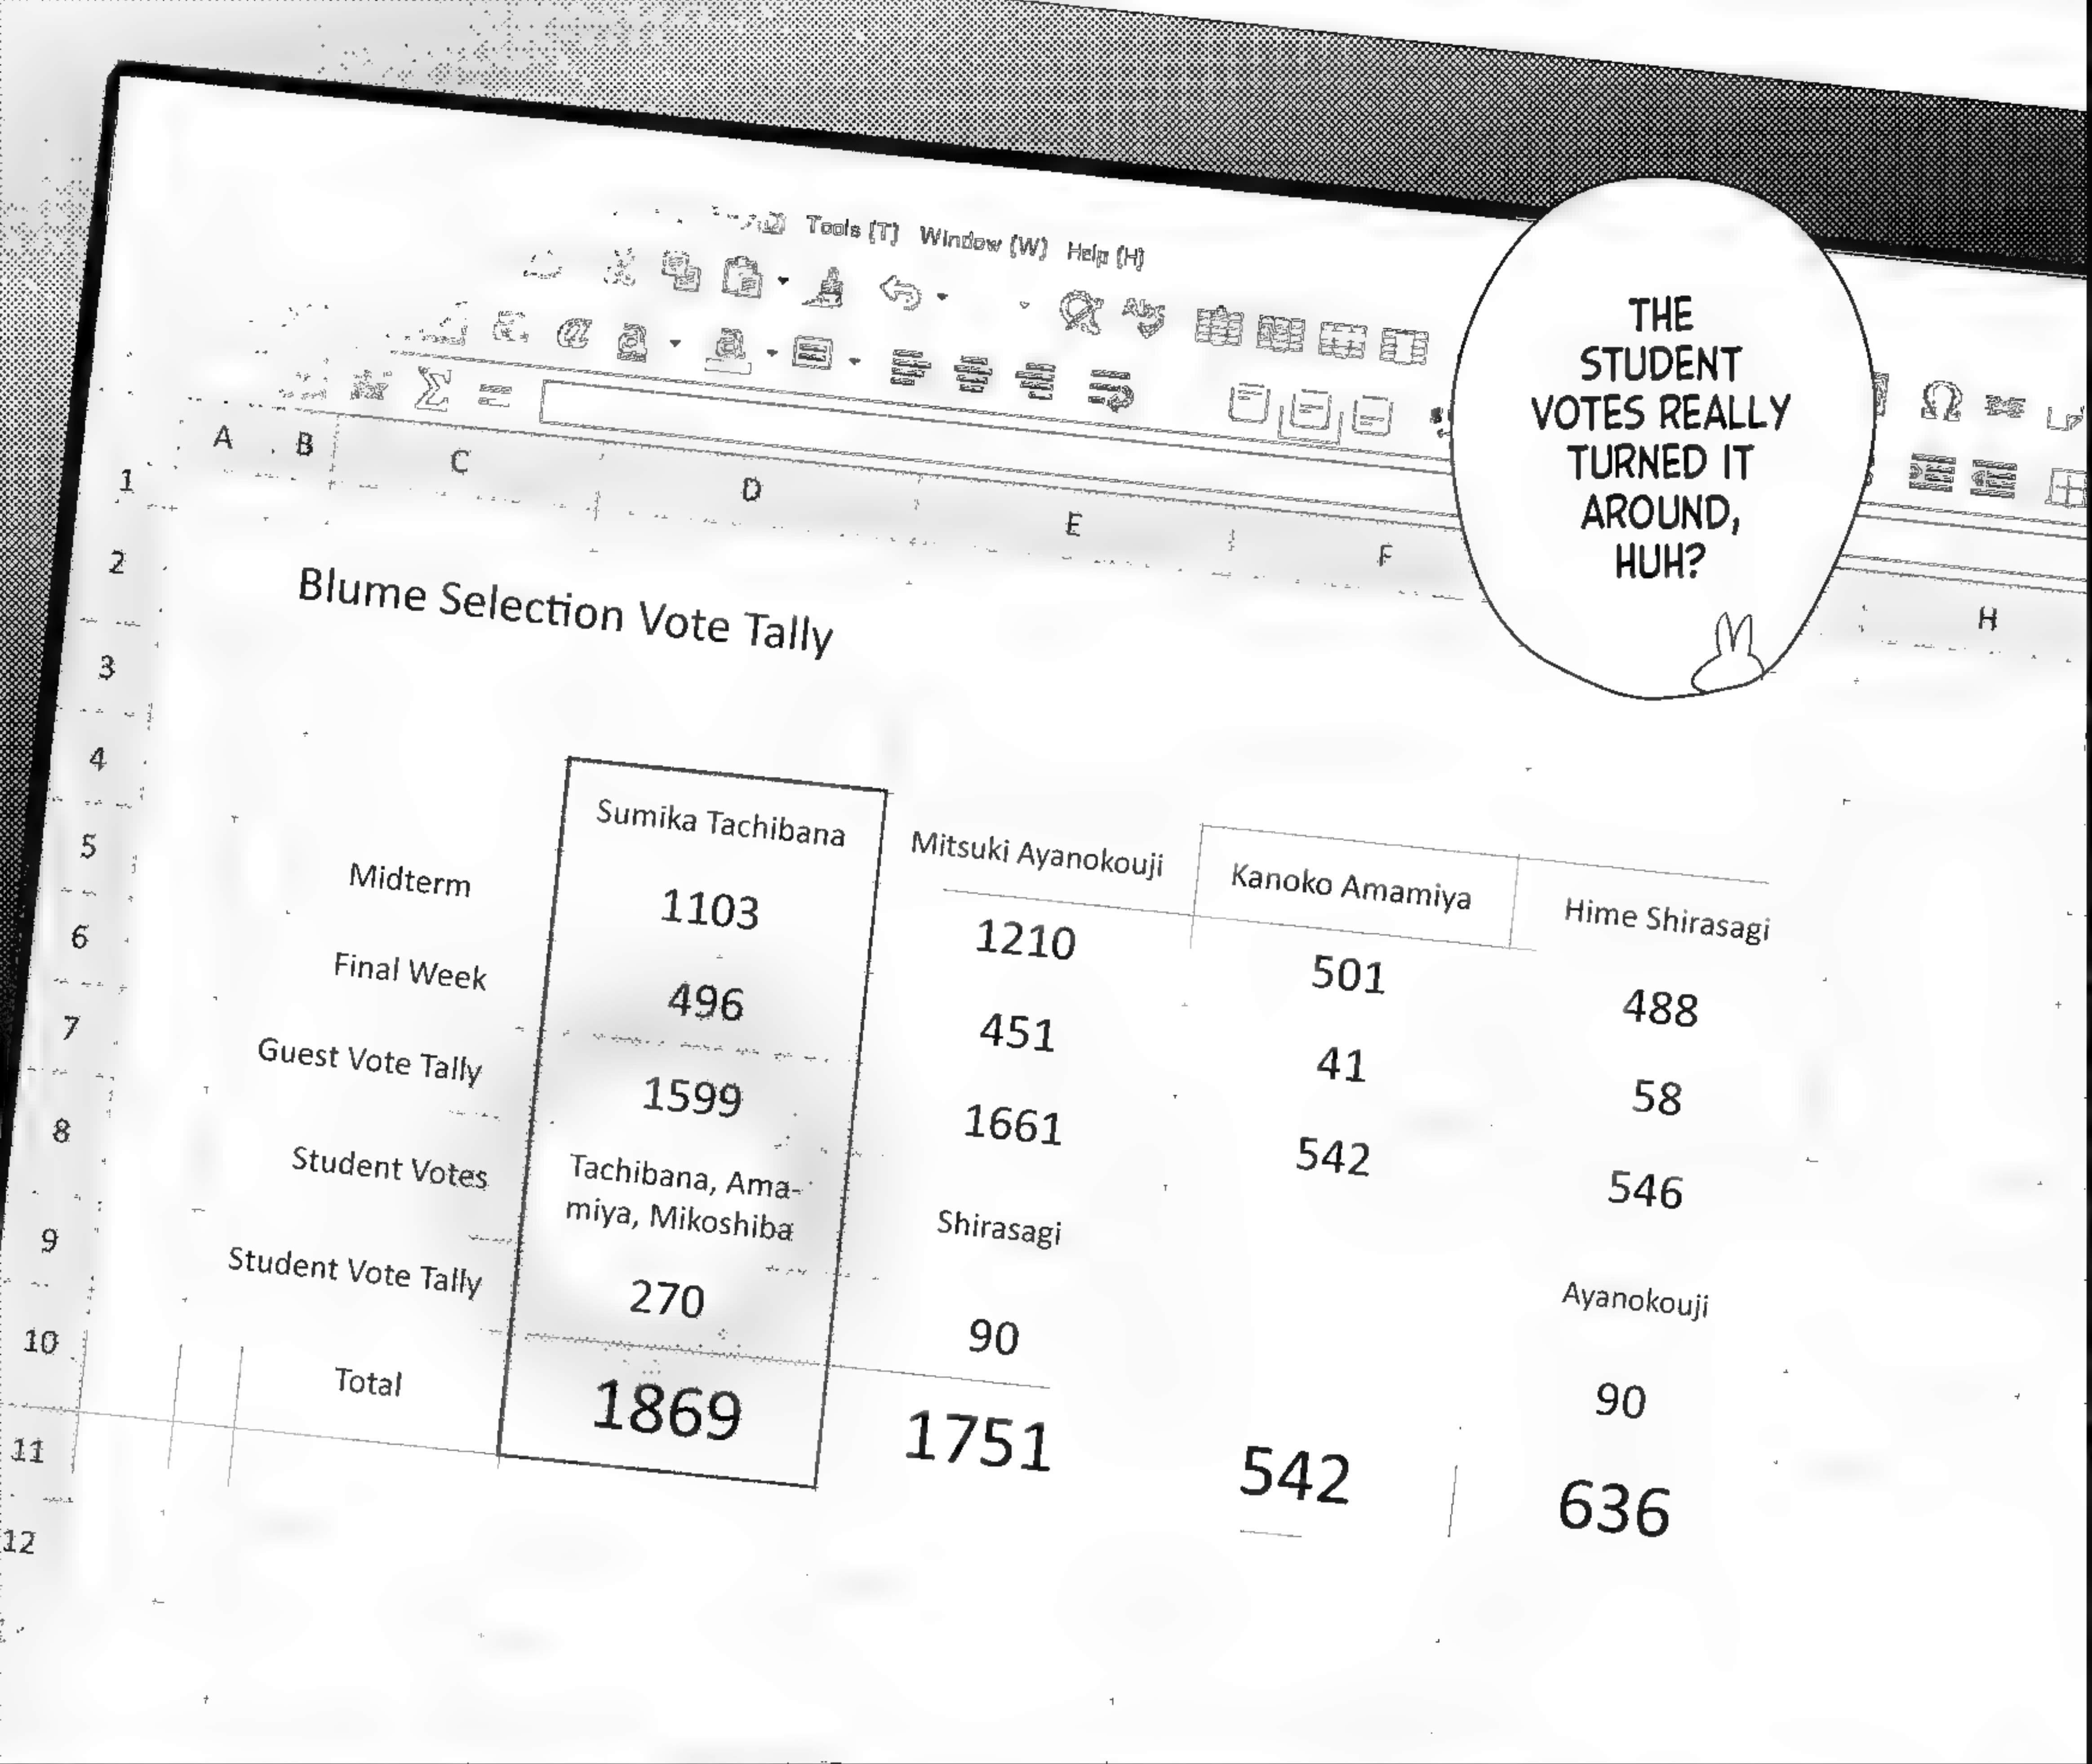 Tools (T) Window (W) Help (H)
THE
STUDENT
VOTES REALLY
TURNED IT
AROUND,
HUH?
A B C D E F H
1
2
Blume Selection Vote Tally
3
4
Sumika Tachibana Mitsuki Ayanokouji Kanoko Amamiya Hime Shirasagi
5 Midterm 1103 1210 501 488
6 Final Week 496 451 41 58
7 Guest Vote Tally 1599 1661 542 546
8 Student Votes Tachibana, Ama-
miya, Mikoshiba Shirasagi Ayanokouji
9 Student Vote Tally 270 90 90
10 Total 1869 1751 542 636
11
12